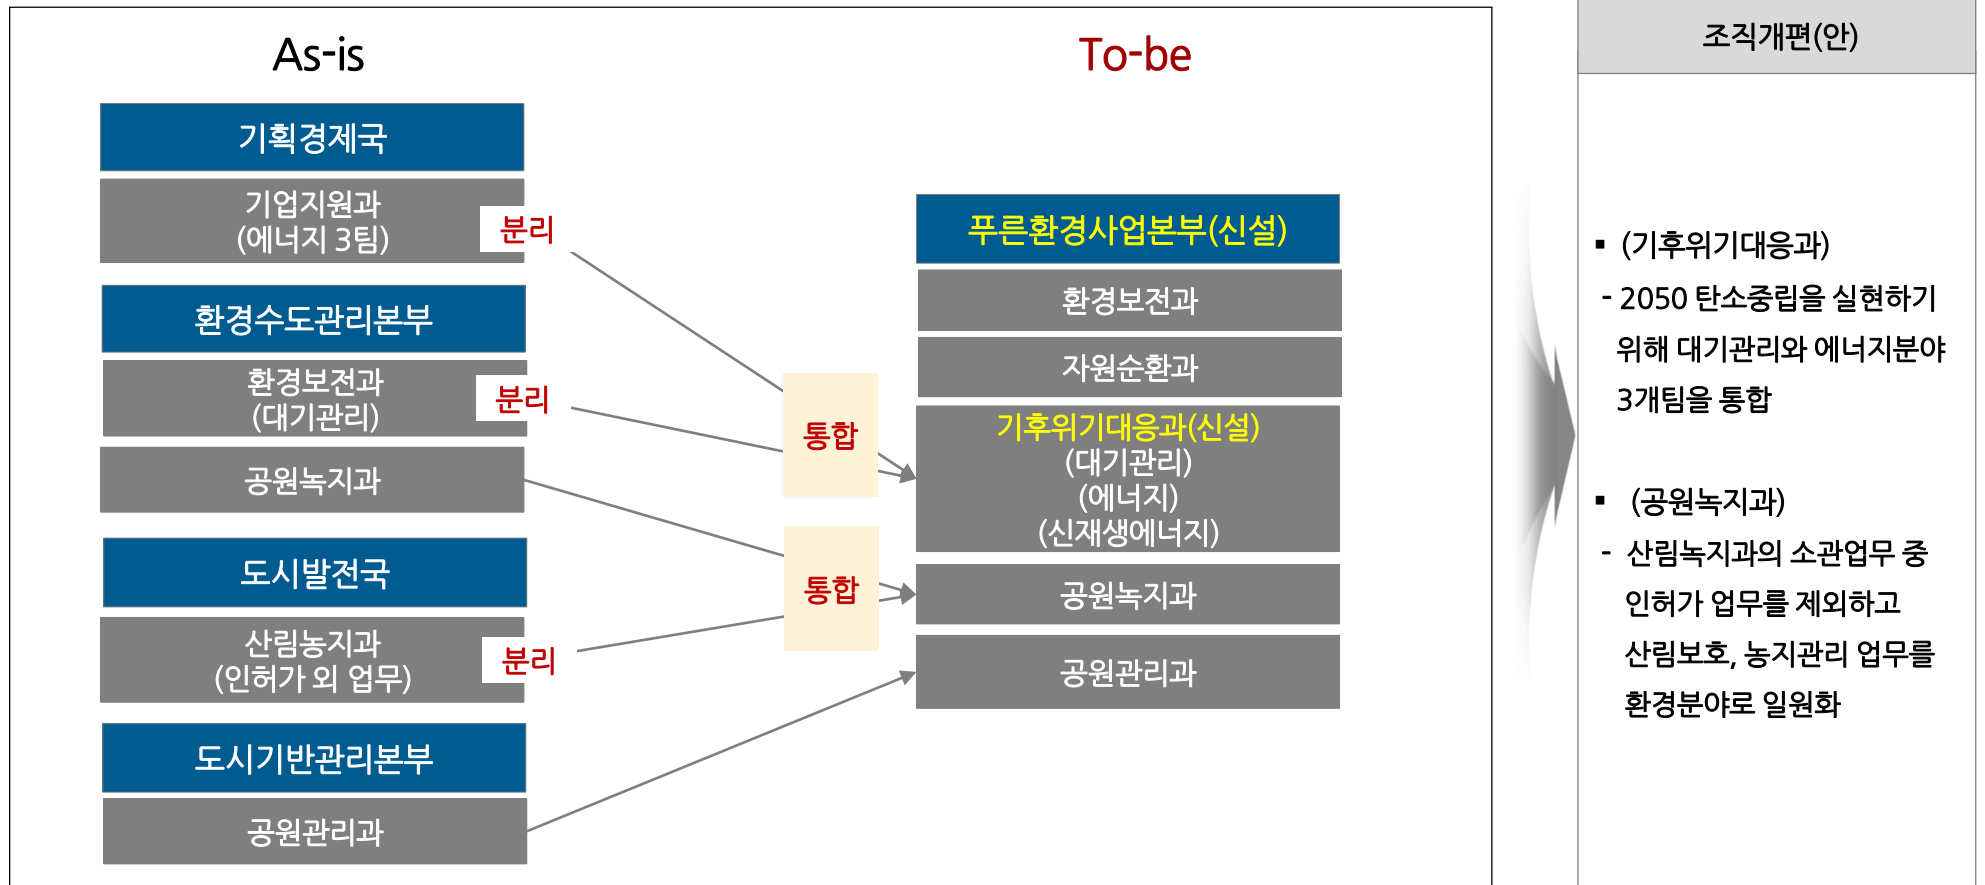 As-is
기획경제국
기업지원과
(에너지 3팀)
분리
환경수도관리본부
환경보전과
(대기관리)
분리
공원녹지과
도시발전국
산림농지과
(인허가 외 업무)
분리
도시기반관리본부
공원관리과
통합
통합
To-be
푸른환경사업본부(신설)
환경보전과
자원순환과
기후위기대응과(신설)
(대기관리)
(에너지)
(신재생에너지)
공원녹지과
공원관리과
조직개편(안)
▪ (기후위기대응과)
- 2050 탄소중립을 실현하기
위해 대기관리와 에너지분야
3개팀을 통합
▪ (공원녹지과)
- 산림녹지과의 소관업무 중
인허가 업무를 제외하고
산림보호, 농지관리 업무를
환경분야로 일원화